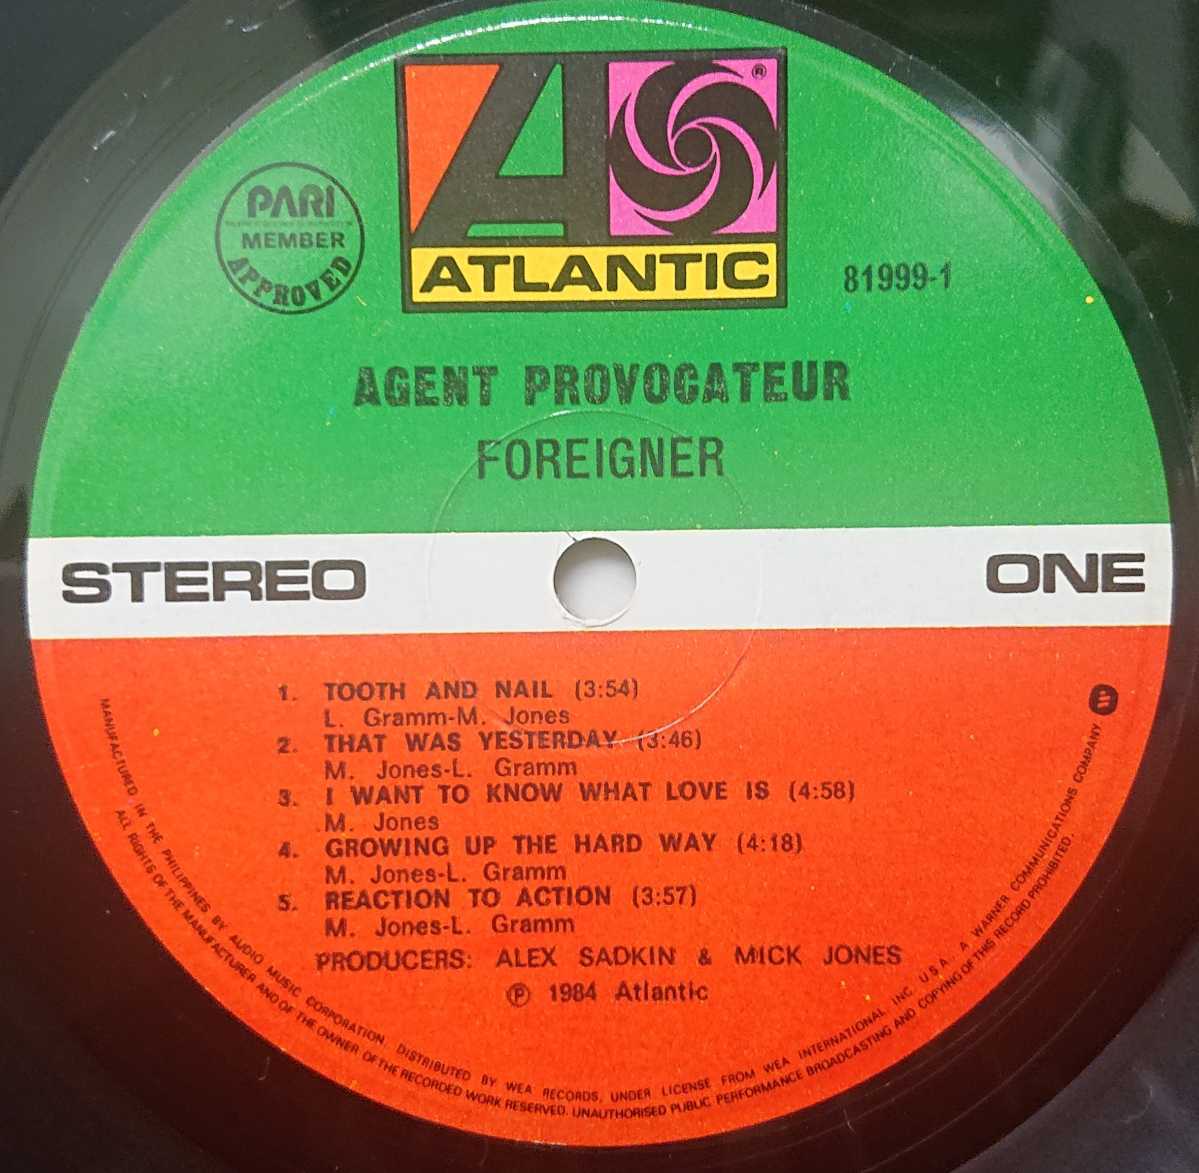 PARI
MEMBER
APPROVED
A
®
ATLANTIC
81999-1
AGENT PROVOCATEUR
FOREIGNER
STEREO
ONE
1. TOOTH AND NAIL (3:54)
L. Gramm-M. Jones
2. THAT WAS YESTERDAY (3:46)
M. Jones-L. Gramm
3. I WANT TO KNOW WHAT LOVE IS (4:58)
M. Jones
4. GROWING UP THE HARD WAY (4:18)
M. Jones-L. Gramm
5. REACTION TO ACTION (3:57)
M. Jones-L. Gramm
PRODUCERS: ALEX SADKIN & MICK JONES
℗ 1984 Atlantic
MANUFACTURED IN THE PHILIPPINES BY AUDIO MUSIC CORPORATION DISTRIBUTED BY WEA RECORDS, UNDER LICENSE FROM WEA INTERNATIONAL INC. U.S.A. A WARNER COMMUNICATIONS COMPANY
ALL RIGHTS OF THE MANUFACTURER AND OF THE OWNER OF THE RECORDED WORK RESERVED. UNAUTHORISED PUBLIC PERFORMANCE BROADCASTING AND COPYING OF THIS RECORD PROHIBITED.